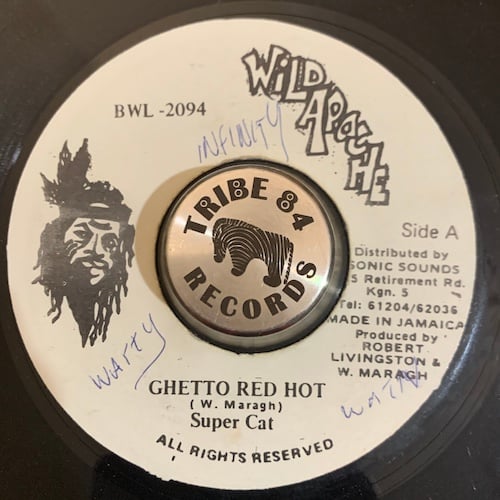 WILD
APACHE
BWL -2094
INFINITY
TRIBE 84
RECORDS
Side A
Distributed by
SONIC SOUNDS
5 Retirement Rd.
Kgn. 5
Tel: 61204/62036
MADE IN JAMAICA
Produced by
ROBERT
LIVINGSTON &
W. MARAGH
WATTY
GHETTO RED HOT
( W. Maragh )
Super Cat
ALL RIGHTS RESERVED